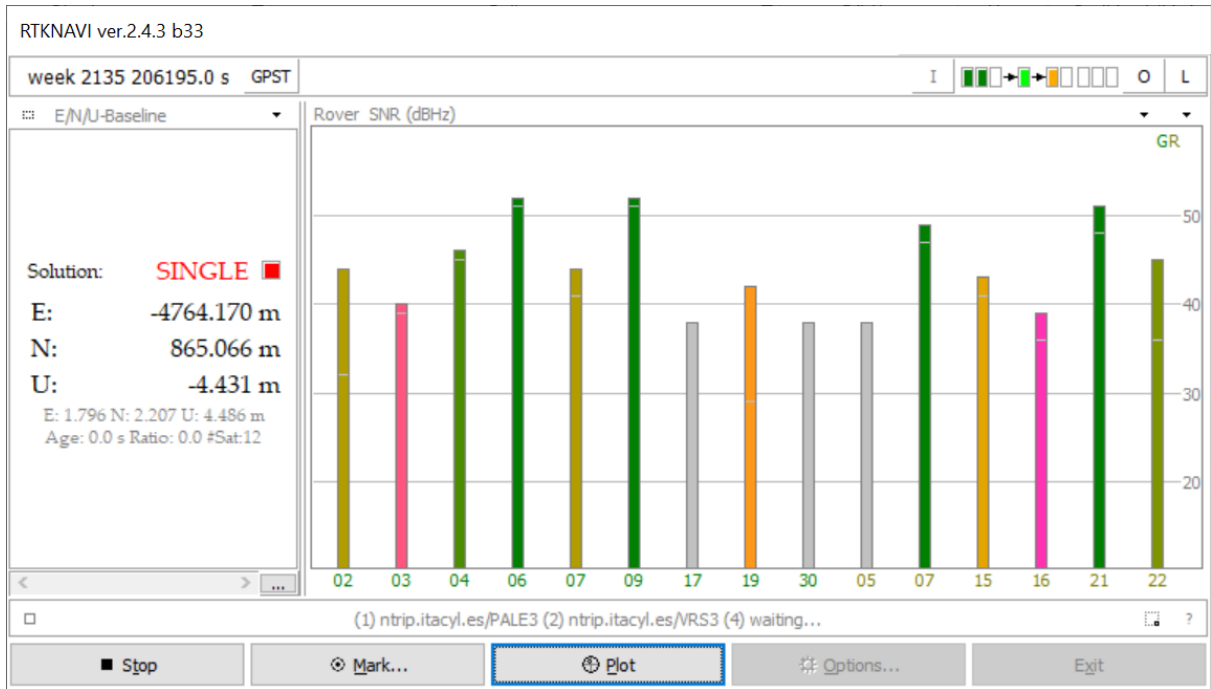 RTKNAVI ver.2.4.3 b33
week 2135 206195.0 s GPST I O L
E/N/U-Baseline
Rover SNR (dBHz)
GR
Solution: SINGLE
E: -4764.170 m
N: 865.066 m
U: -4.431 m
E: 1.796 N: 2.207 U: 4.486 m
Age: 0.0 s Ratio: 0.0 #Sat:12
...
50
40
30
20
02 03 04 06 07 09 17 19 30 05 07 15 16 21 22
(1) ntrip.itacyl.es/PALE3 (2) ntrip.itacyl.es/VRS3 (4) waiting... ?
Stop Mark... Plot Options... Exit